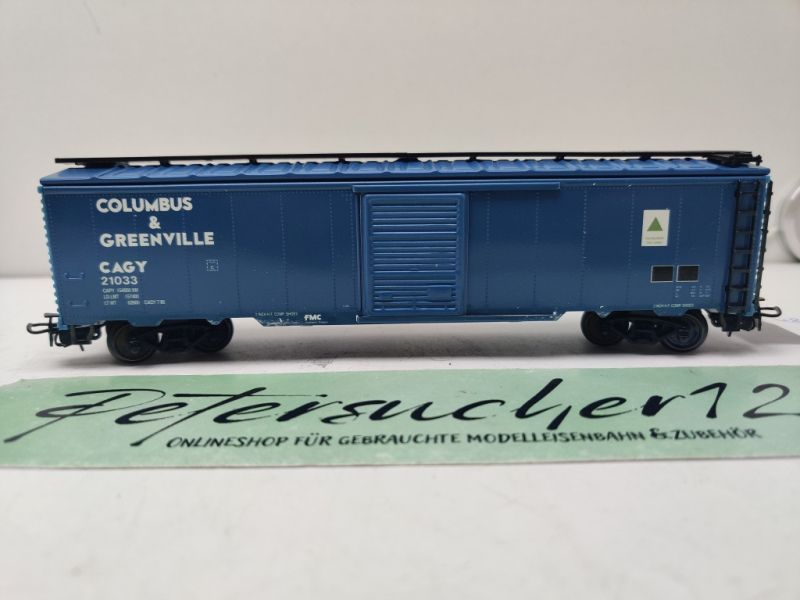 COLUMBUS
&
GREENVILLE
CAGY
21033
FMC
Petersucher12
ONLINESHOP FÜR GEBRAUCHTE MODELLEISENBAHN & ZUBEHÖR